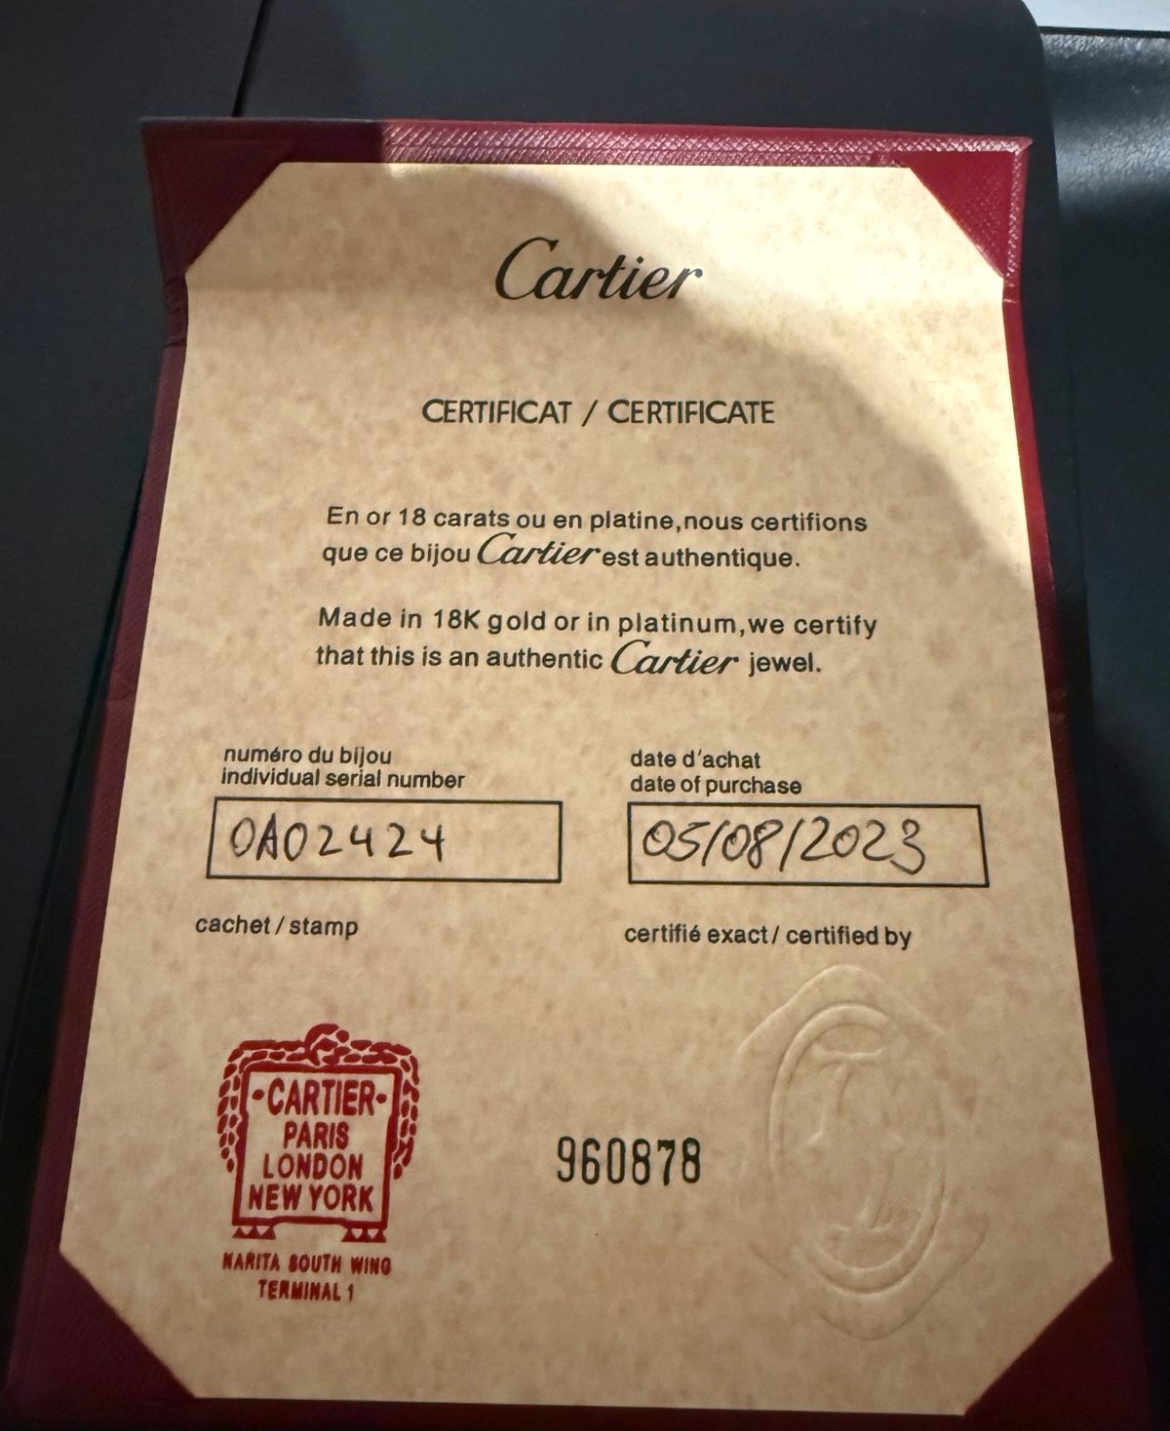 Cartier
CERTIFICAT / CERTIFICATE
En or 18 carats ou en platine,nous certifions
que ce bijou Cartier est authentique.
Made in 18K gold or in platinum,we certify
that this is an authentic Cartier jewel.
numéro du bijou
individual serial number
0A02424
date d'achat
date of purchase
05/08/2023
cachet / stamp
certifié exact / certified by
·CARTIER·
PARIS
LONDON
NEW YORK
NARITA SOUTH WING
TERMINAL 1
960878